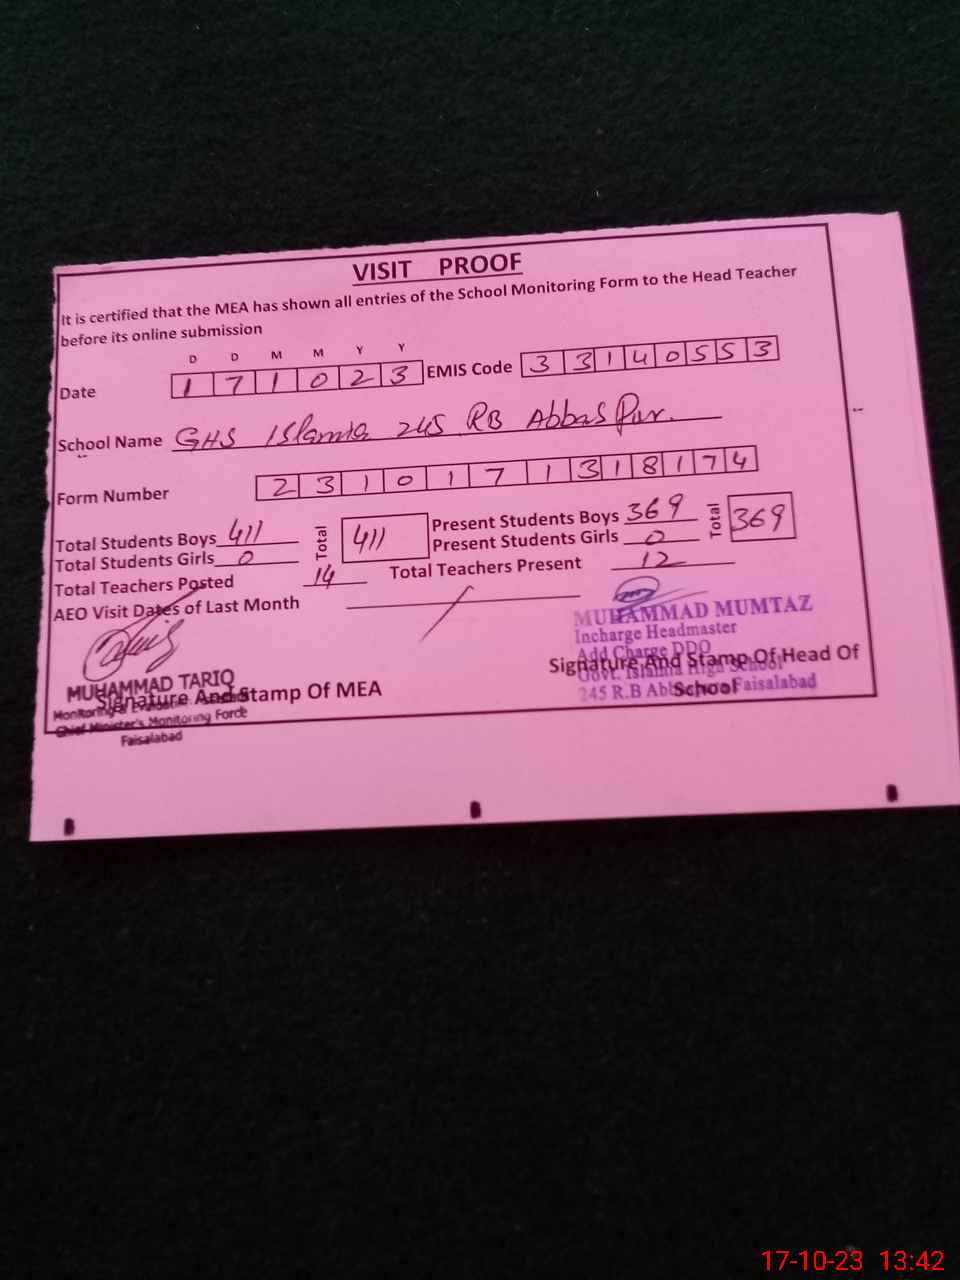 VISIT PROOF
It is certified that the MEA has shown all entries of the School Monitoring Form to the Head Teacher
before its online submission
D D M M Y Y
Date 1 7 1 0 2 3 EMIS Code 3 3 1 4 0 5 5 3
School Name GHS Islamia 245 RB AbbasPur.
Form Number 2 3 1 0 1 7 1 3 1 8 1 7 4
Total Students Boys 411 Total 411 Present Students Boys 369 Total 369
Total Students Girls 0 Present Students Girls 0
Total Teachers Posted 14 Total Teachers Present 12
AEO Visit Dates of Last Month /
MUHAMMAD MUMTAZ
Incharge Headmaster
Add Charge DDO
Signature And Stamp Of Head Of
School
Govt. Islamia High School
245 R.B Faisalabad
MUHAMMAD TARIQ
Signature And Stamp Of MEA
Monitoring &
Chief Minister's Monitoring Force
Faisalabad
17-10-23 13:42